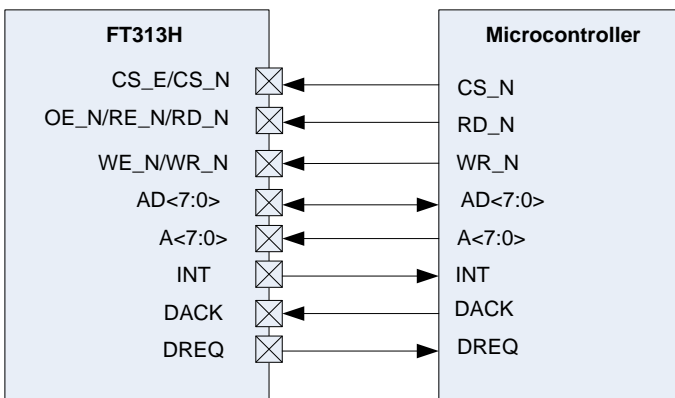 FT313H
CS_E/CS_N
OE_N/RE_N/RD_N
WE_N/WR_N
AD<7:0>
A<7:0>
INT
DACK
DREQ
Microcontroller
CS_N
RD_N
WR_N
AD<7:0>
A<7:0>
INT
DACK
DREQ